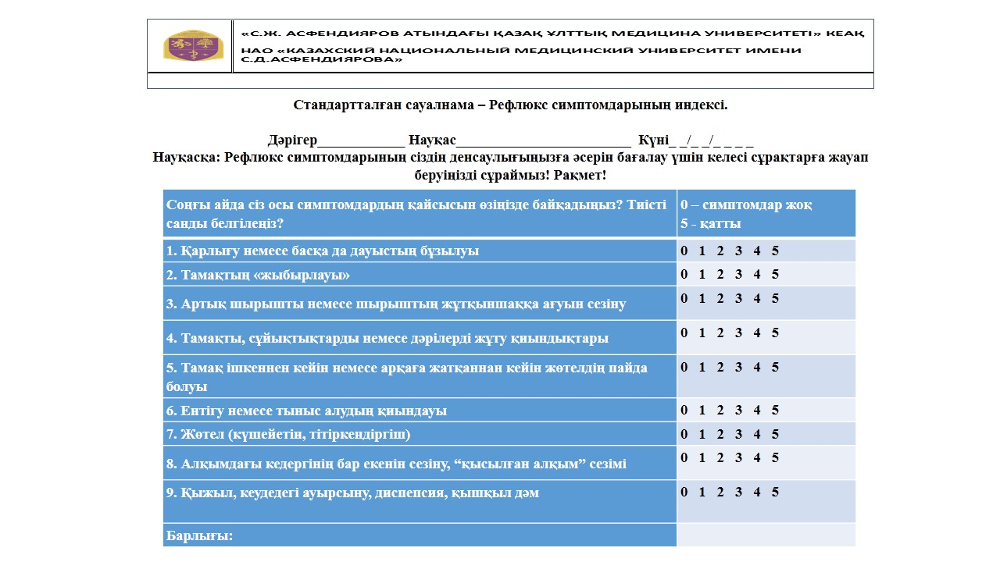 «С.Ж. АСФЕНДИЯРОВ АТЫНДАҒЫ ҚАЗАҚ ҰЛТТЫҚ МЕДИЦИНА УНИВЕРСИТЕТІ» КЕАҚ
НАО «КАЗАХСКИЙ НАЦИОНАЛЬНЫЙ МЕДИЦИНСКИЙ УНИВЕРСИТЕТ ИМЕНИ
С.Д.АСФЕНДИЯРОВА»
Стандартталған сауалнама – Рефлюкс симптомдарының индексі.
Дәрігер____________ Науқас________________________ Күні_ _/_ _/_ _ _ _
Науқасқа: Рефлюкс симптомдарының сіздің денсаулығыңызға әсерін бағалау үшін келесі сұрақтарға жауап
беруіңізді сұраймыз! Рақмет!
Соңғы айда сіз осы симптомдардың қайсысын өзіңізде байқадыңыз? Тиісті
санды белгілеңіз?
0 – симптомдар жоқ
5 - қатты
1. Қарлығу немесе басқа да дауыстың бұзылуы
0 1 2 3 4 5
2. Тамақтың «жыбырлауы»
0 1 2 3 4 5
3. Артық шырышты немесе шырыштың жұтқыншаққа ағуын сезіну
0 1 2 3 4 5
4. Тамақты, сұйықтықтарды немесе дәрілерді жұту қиындықтары
0 1 2 3 4 5
5. Тамақ ішкеннен кейін немесе арқаға жатқаннан кейін жөтелдің пайда
болуы
0 1 2 3 4 5
6. Ентігу немесе тыныс алудың қиындауы
0 1 2 3 4 5
7. Жөтел (күшейетін, тітіркендіргіш)
0 1 2 3 4 5
8. Алқымдағы кедергінің бар екенін сезіну, “қысылған алқым” сезімі
0 1 2 3 4 5
9. Қыжыл, кеудедегі ауырсыну, диспепсия, қышқыл дәм
0 1 2 3 4 5
Барлығы: